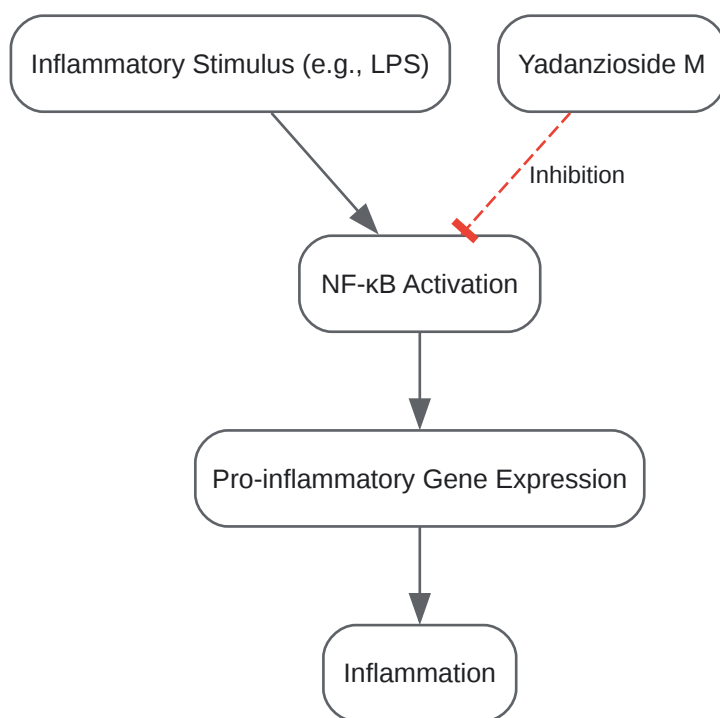 Inflammatory Stimulus (e.g., LPS)
Yadanzioside M
Inhibition
NF-κB Activation
Pro-inflammatory Gene Expression
Inflammation